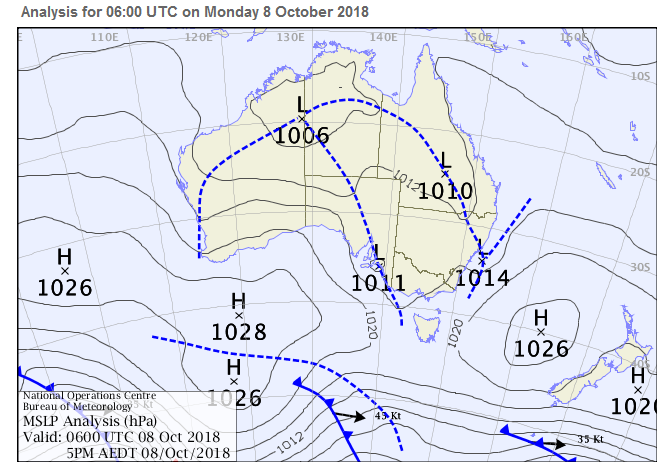 Analysis for 06:00 UTC on Monday 8 October 2018
110E 120E 130E 140E 150E 160E
10S
L
1006
L
1010
1012
20S
L
1011
L
1014
30S
H
1026
H
1028
1020
1020
H
1026
H
1026
H
National Operations Centre
Bureau of Meteorology
MSLP Analysis (hPa)
Valid: 0600 UTC 08 Oct 2018
5PM AEDT 08/Oct/2018
1012
45 Kt
35 Kt